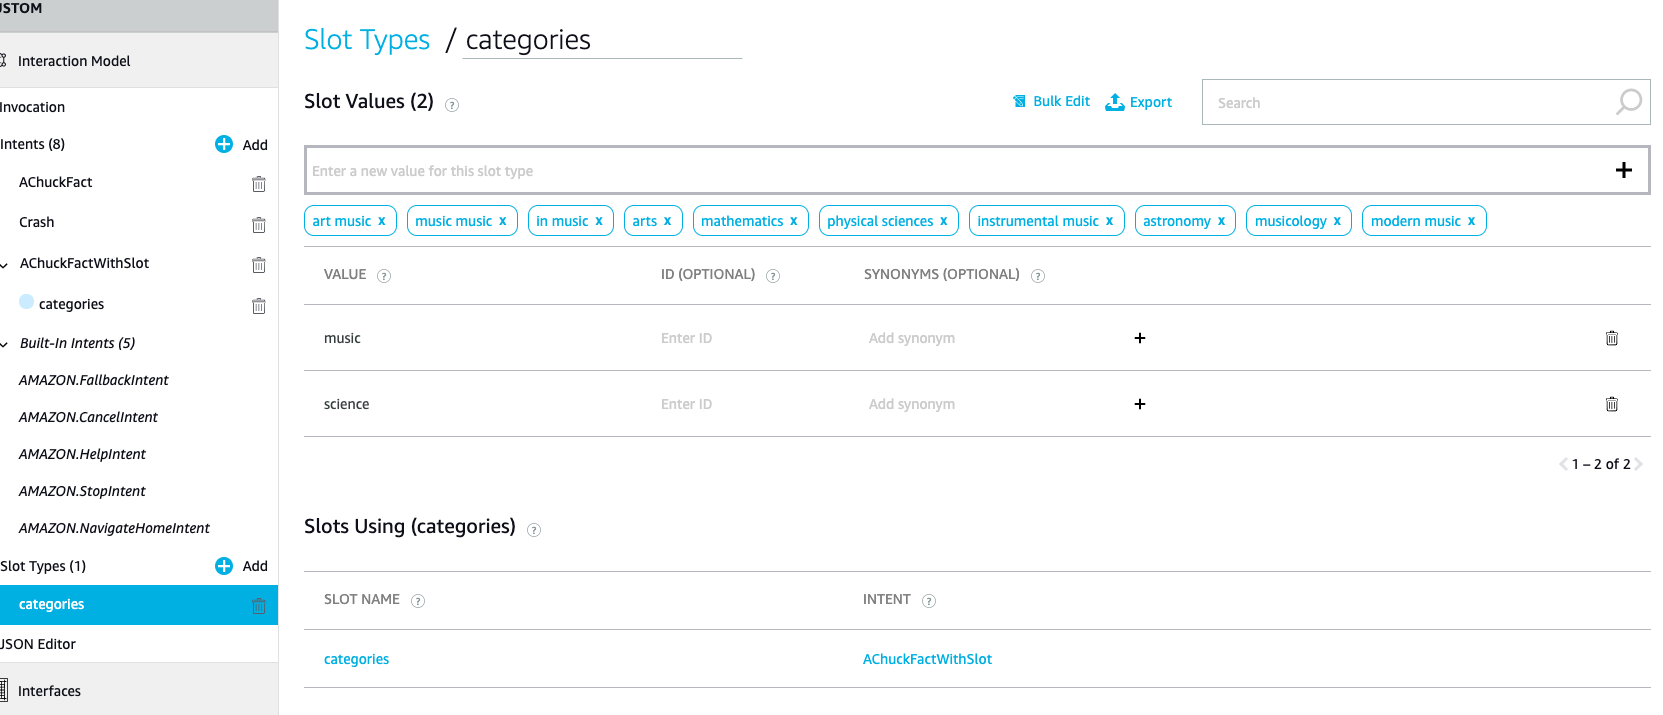 USTOM
Interaction Model
Invocation
Intents (8)
Add
AChuckFact
Crash
AChuckFactWithSlot
categories
Built-In Intents (5)
AMAZON.FallbackIntent
AMAZON.CancelIntent
AMAZON.HelpIntent
AMAZON.StopIntent
AMAZON.NavigateHomeIntent
Slot Types (1)
Add
categories
JSON Editor
Interfaces
Slot Types / categories
Slot Values (2) ?
Bulk Edit
Export
Search
Enter a new value for this slot type
art music x music music x in music x arts x mathematics x physical sciences x instrumental music x astronomy x musicology x modern music x
VALUE ? ID (OPTIONAL) ? SYNONYMS (OPTIONAL) ?
music Enter ID Add synonym +
science Enter ID Add synonym +
1 – 2 of 2
Slots Using (categories) ?
SLOT NAME ? INTENT ?
categories AChuckFactWithSlot